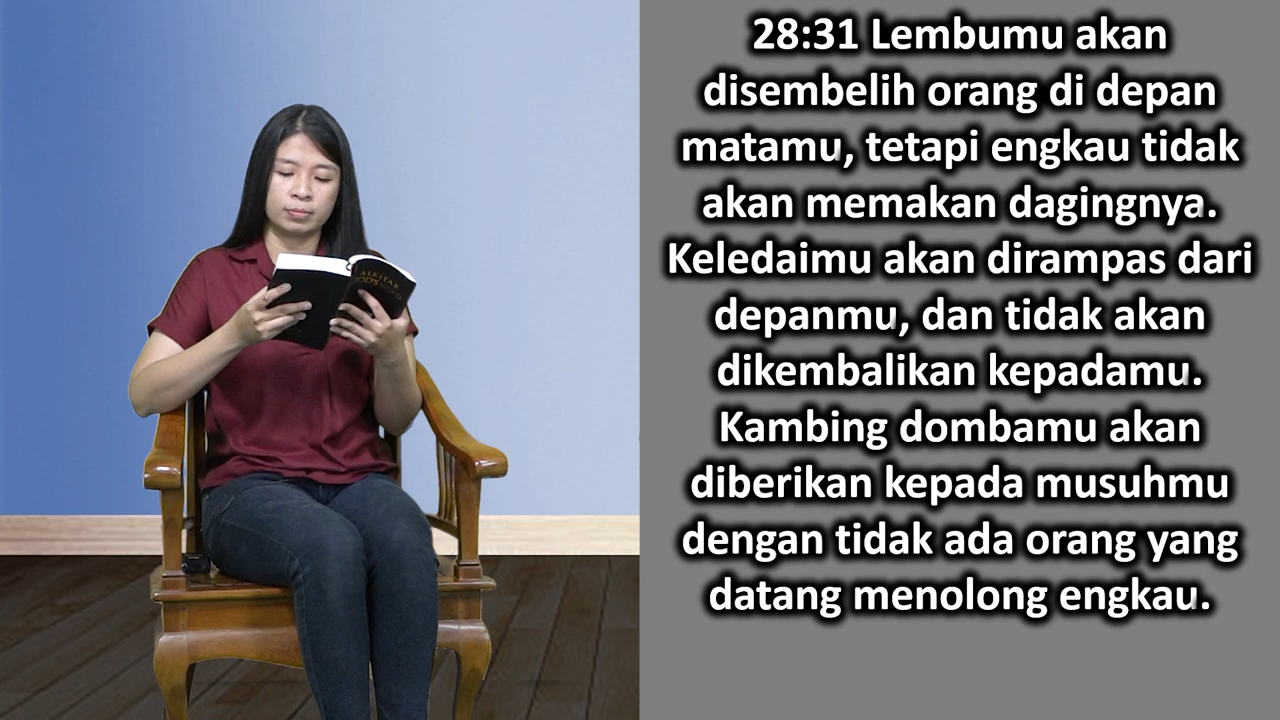 ALKITAB
28:31 Lembumu akan
disembelih orang di depan
matamu, tetapi engkau tidak
akan memakan dagingnya.
Keledaimu akan dirampas dari
depanmu, dan tidak akan
dikembalikan kepadamu.
Kambing dombamu akan
diberikan kepada musuhmu
dengan tidak ada orang yang
datang menolong engkau.